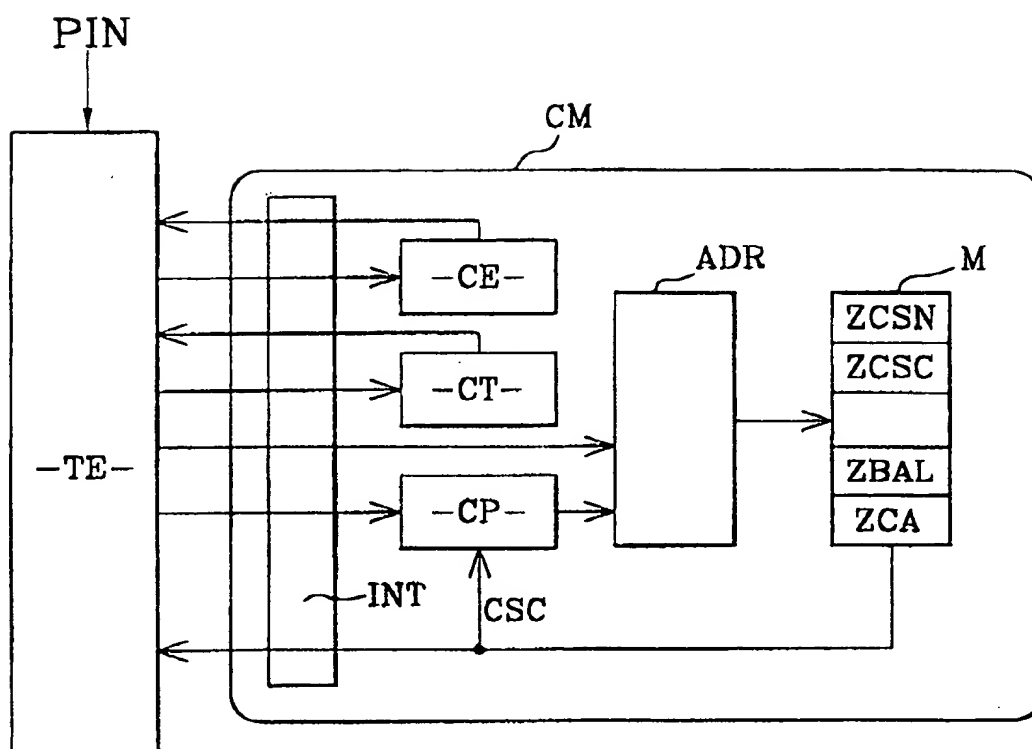 PIN
CM
ADR
M
-CE-
ZCSN
ZCSC
-CT-
-TE-
ZBAL
-CP-
ZCA
INT
CSC